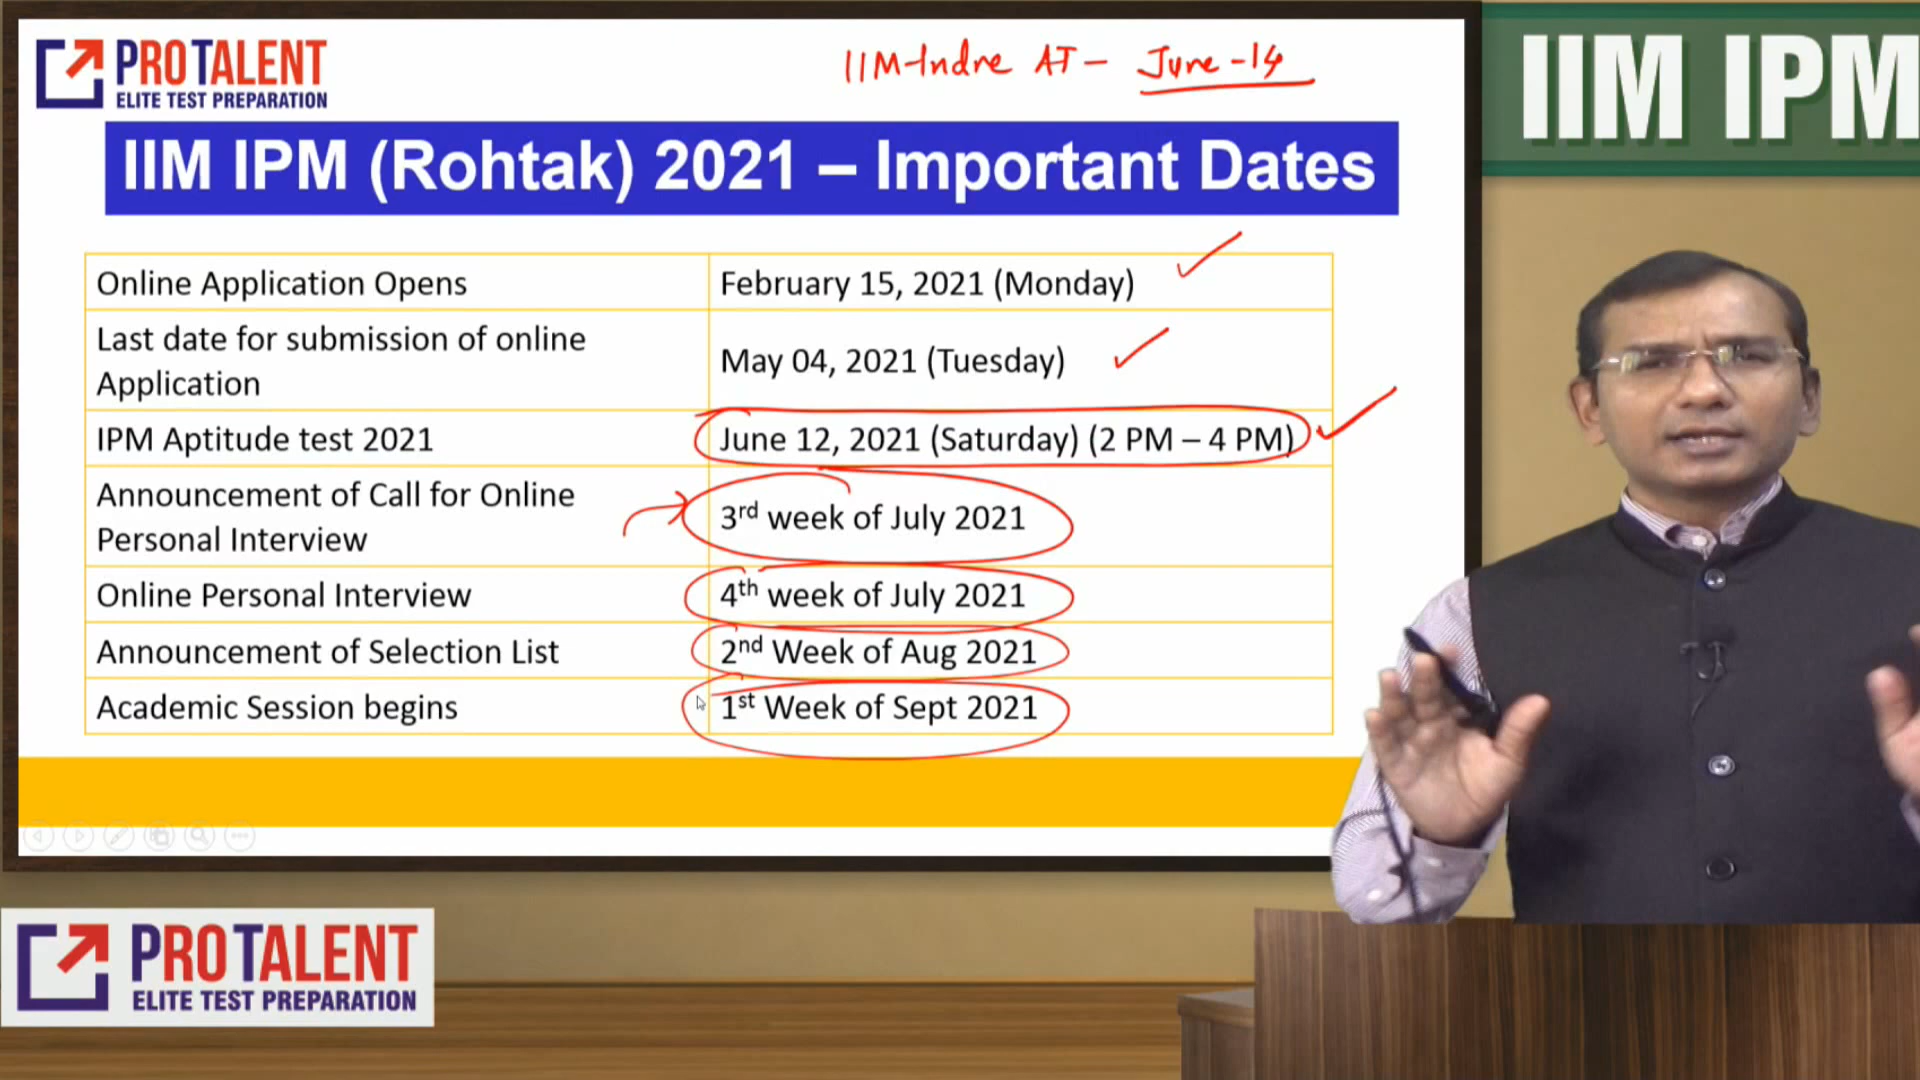 PROTALENT
ELITE TEST PREPARATION
IIM-Indre AT - June-14
IIM IPM
IIM IPM (Rohtak) 2021 – Important Dates
Online Application Opens
February 15, 2021 (Monday)
Last date for submission of online
Application
May 04, 2021 (Tuesday)
IPM Aptitude test 2021
June 12, 2021 (Saturday) (2 PM – 4 PM)
Announcement of Call for Online
Personal Interview
3rd week of July 2021
Online Personal Interview
4th week of July 2021
Announcement of Selection List
2nd Week of Aug 2021
Academic Session begins
1st Week of Sept 2021
PROTALENT
ELITE TEST PREPARATION